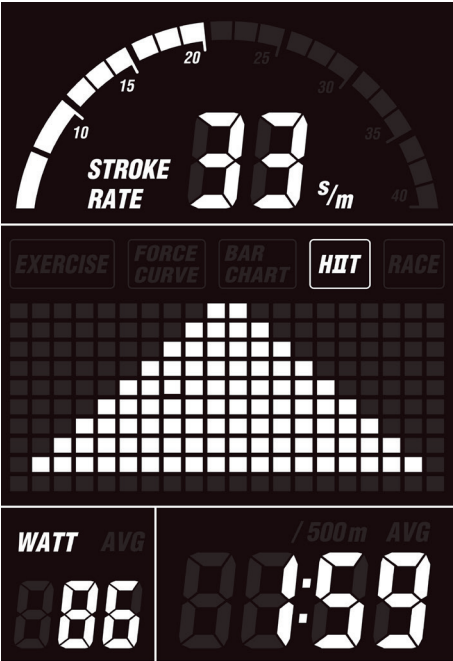 10
15
20
25
30
35
40
STROKE
RATE
33 s/m
EXERCISE
FORCE
CURVE
BAR
CHART
HIIT
RACE
WATT AVG
86
/500m AVG
1:59